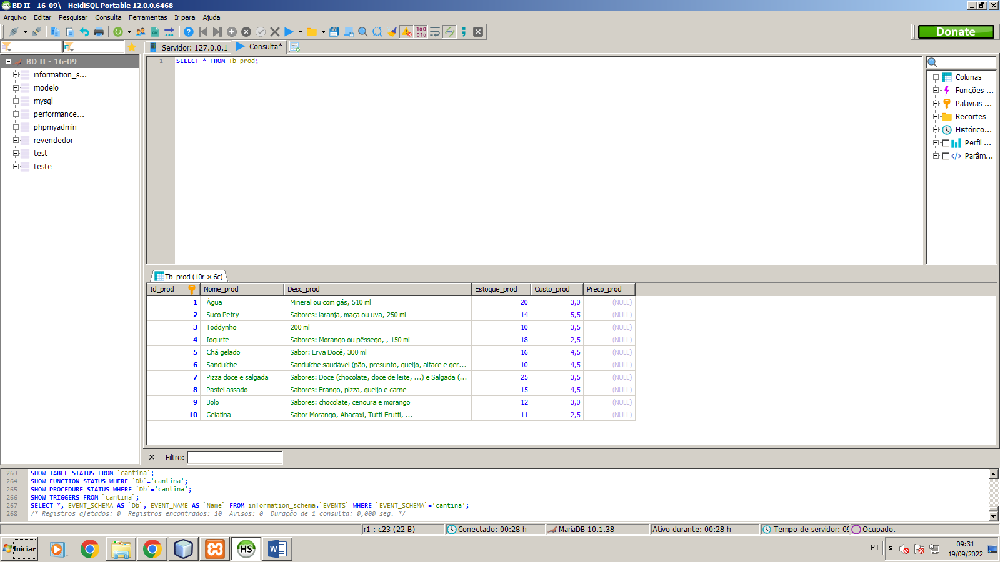 BD II - 16-09\ - HeidiSQL Portable 12.0.0.6468
Arquivo Editar Pesquisar Consulta Ferramentas Ir para Ajuda
Donate
Servidor: 127.0.0.1 Consulta*
BD II - 16-09
information_s...
modelo
mysql
performance...
phpmyadmin
revendedor
test
teste
1 SELECT * FROM Tb_prod;
Colunas
Funções ...
Palavras-...
Recortes
Histórico...
Perfil ...
Parâm...
Tb_prod (10r × 6c)
Id_prod Nome_prod Desc_prod Estoque_prod Custo_prod Preco_prod
1 Água Mineral ou com gás, 510 ml 20 3,0 (NULL)
2 Suco Petry Sabores: laranja, maça ou uva, 250 ml 14 5,5 (NULL)
3 Toddynho 200 ml 10 3,5 (NULL)
4 Iogurte Sabores: Morango ou pêssego, , 150 ml 18 2,5 (NULL)
5 Chá gelado Sabor: Erva Docê, 300 ml 16 4,5 (NULL)
6 Sanduíche Sanduíche saudável (pão, presunto, queijo, alface e ger... 10 4,5 (NULL)
7 Pizza doce e salgada Sabores: Doce (chocolate, doce de leite, ...) e Salgada (... 25 3,5 (NULL)
8 Pastel assado Sabores: Frango, pizza, queijo e carne 15 4,5 (NULL)
9 Bolo Sabores: chocolate, cenoura e morango 12 3,0 (NULL)
10 Gelatina Sabor Morango, Abacaxi, Tutti-Frutti, ... 11 2,5 (NULL)
Filtro:
263 SHOW TABLE STATUS FROM `cantina`;
264 SHOW FUNCTION STATUS WHERE `Db`='cantina';
265 SHOW PROCEDURE STATUS WHERE `Db`='cantina';
266 SHOW TRIGGERS FROM `cantina`;
267 SELECT *, EVENT_SCHEMA AS `Db`, EVENT_NAME AS `Name` FROM information_schema.`EVENTS` WHERE `EVENT_SCHEMA`='cantina';
268 /* Registros afetados: 0 Registros encontrados: 10 Avisos: 0 Duração de 1 consulta: 0,000 seg. */
r1 : c23 (22 B) Conectado: 00:28 h MariaDB 10.1.38 Ativo durante: 00:28 h Tempo de servidor: 09 Ocupado.
Iniciar
HS
PT
09:31
19/09/2022